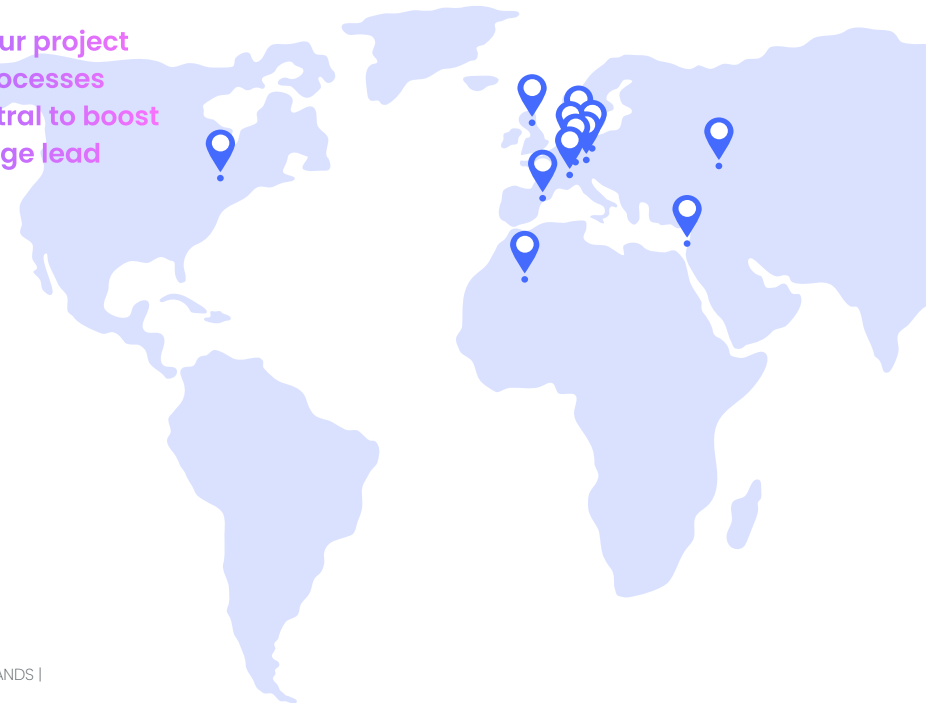 ur project
ocesses
tral to boost
ge lead
ANDS |